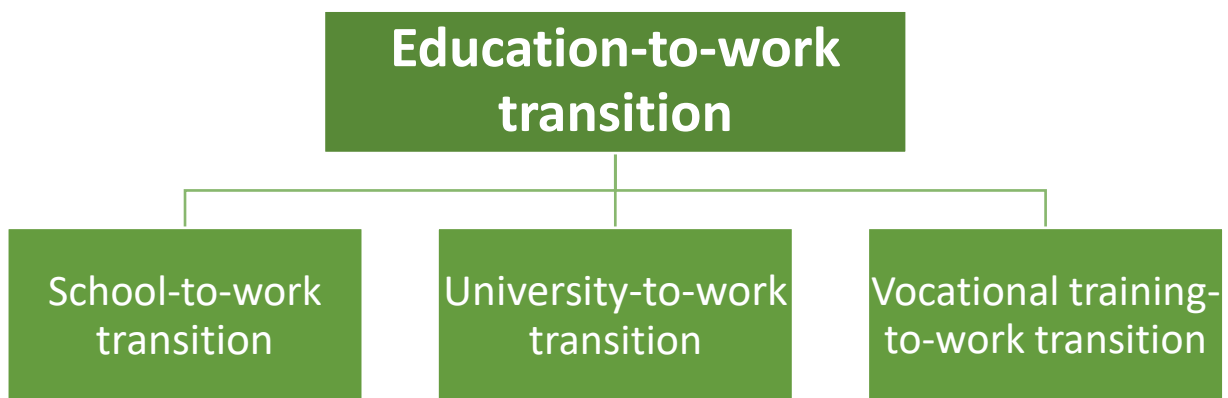 Education-to-work
transition
School-to-work
transition
University-to-work
transition
Vocational training-
to-work transition